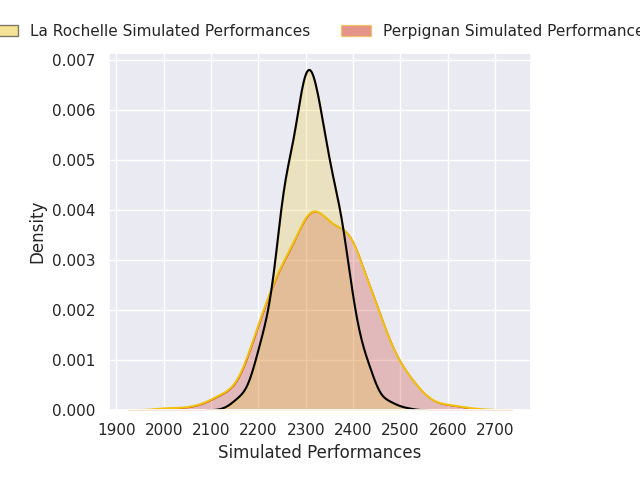 La Rochelle Simulated Performances Perpignan Simulated Performance
0.007
0.006
0.005
0.004
0.003
0.002
0.001
0.000
Density
1900 2000 2100 2200 2300 2400 2500 2600 2700
Simulated Performances